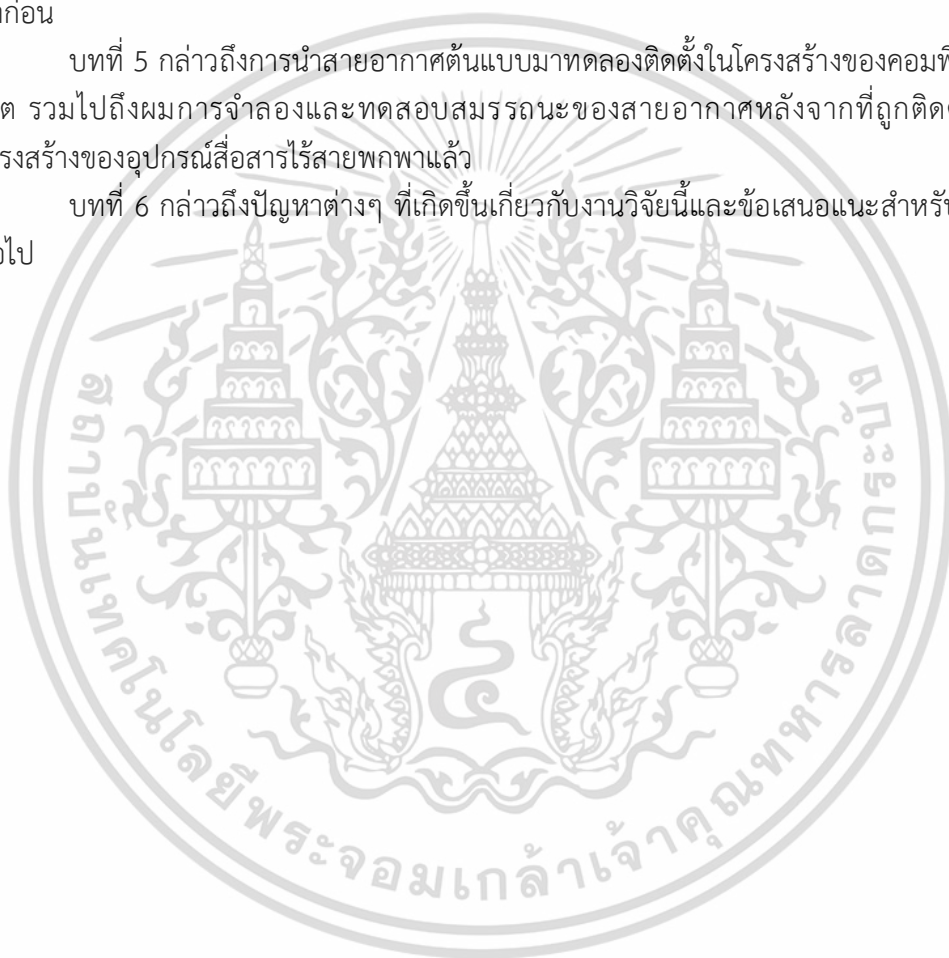 ก่อน
บทที่ 5 กล่าวถึงการนำสายอากาศต้นแบบมาทดลองติดตั้งในโครงสร้างของคอมพิ
ต รวมไปถึงผมการจำลองและทดสอบสมรรถนะของสายอากาศหลังจากที่ถูกติด
รงสร้างของอุปกรณ์สื่อสารไร้สายพกพาแล้ว
บทที่ 6 กล่าวถึงปัญหาต่างๆ ที่เกิดขึ้นเกี่ยวกับงานวิจัยนี้และข้อเสนอแนะสำหรั
ไป
สถาบันเทคโนโลยีพระจอมเกล้าเจ้าคุณทหารลาดกระบัง